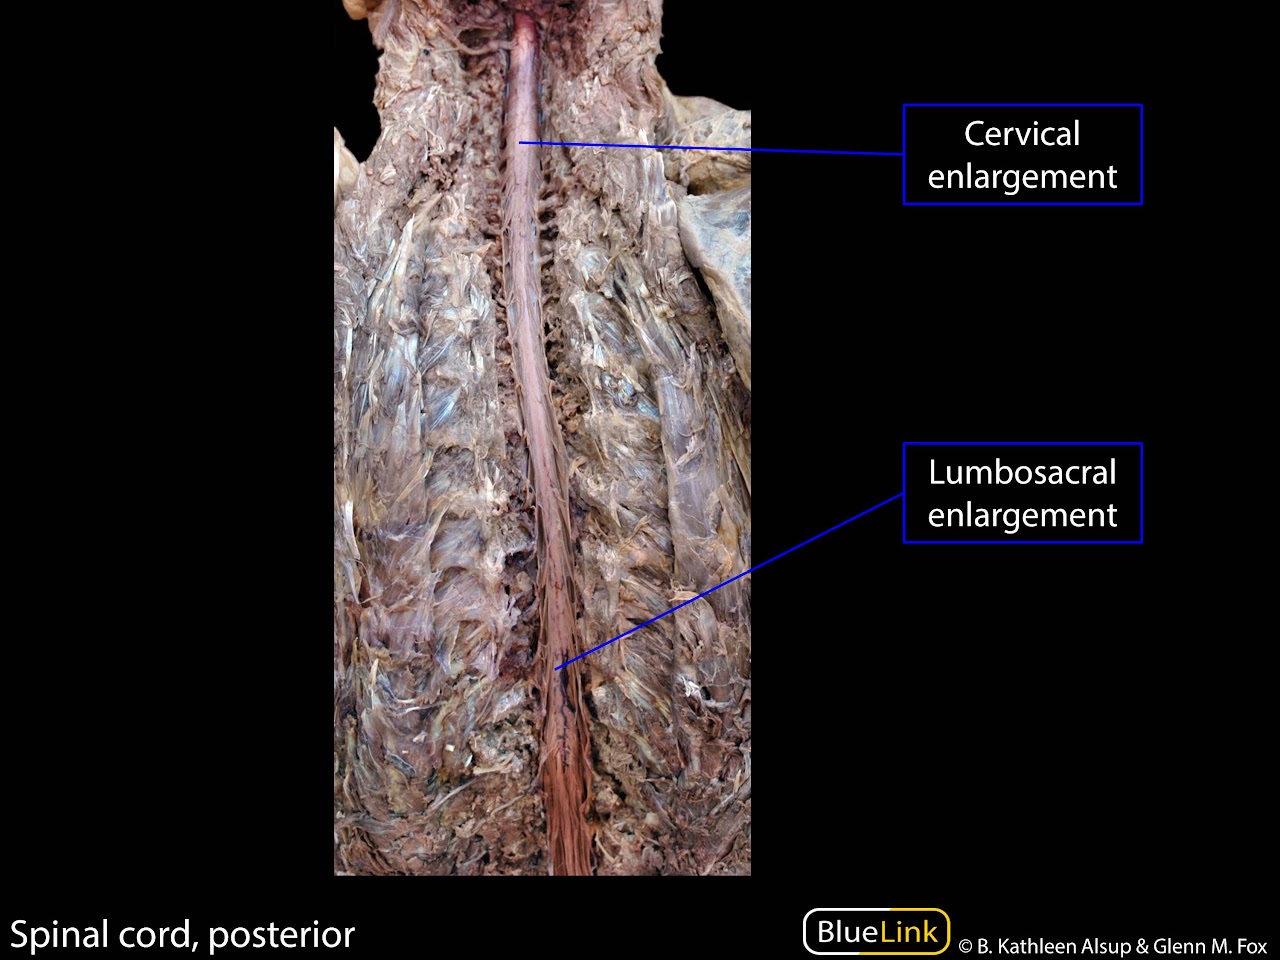 Cervical
enlargement
Lumbosacral
enlargement
Spinal cord, posterior
BlueLink
© B. Kathleen Alsup & Glenn M. Fox